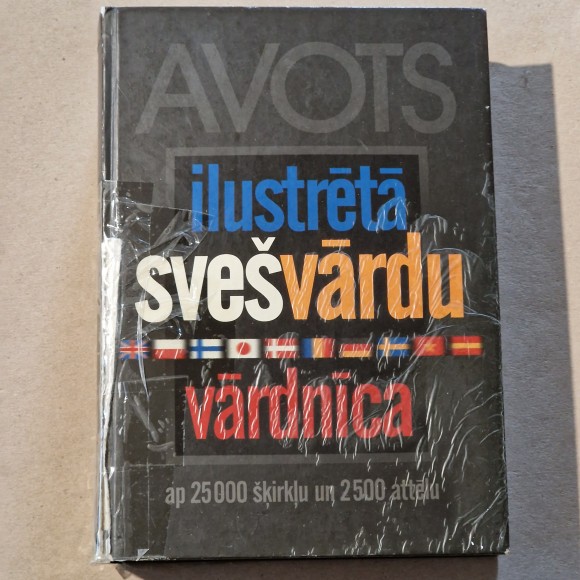 AVOTS
ilustrētā
svešvārdu
vārdnīca
ap 25 000 šķirkļu un 2500 attēlu